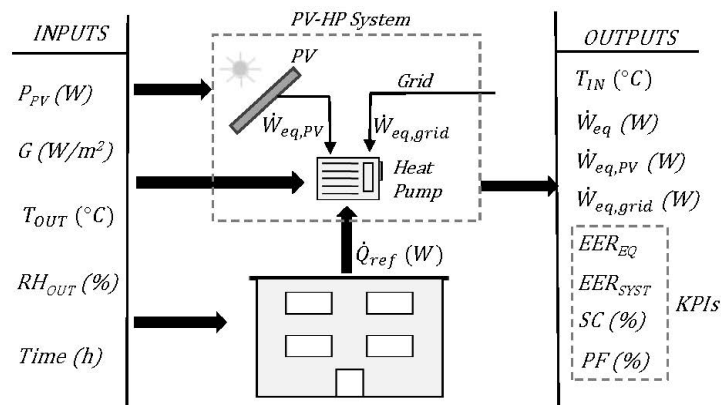 INPUTS
P_PV (W)
G (W/m²)
T_OUT (°C)
RH_OUT (%)
Time (h)
PV-HP System
PV
Grid
Ẇ_eq,PV
Ẇ_eq,grid
Heat
Pump
Q̇_ref (W)
OUTPUTS
T_IN (°C)
Ẇ_eq (W)
Ẇ_eq,PV (W)
Ẇ_eq,grid (W)
EER_EQ
EER_SYST
SC (%)
PF (%)
KPIs